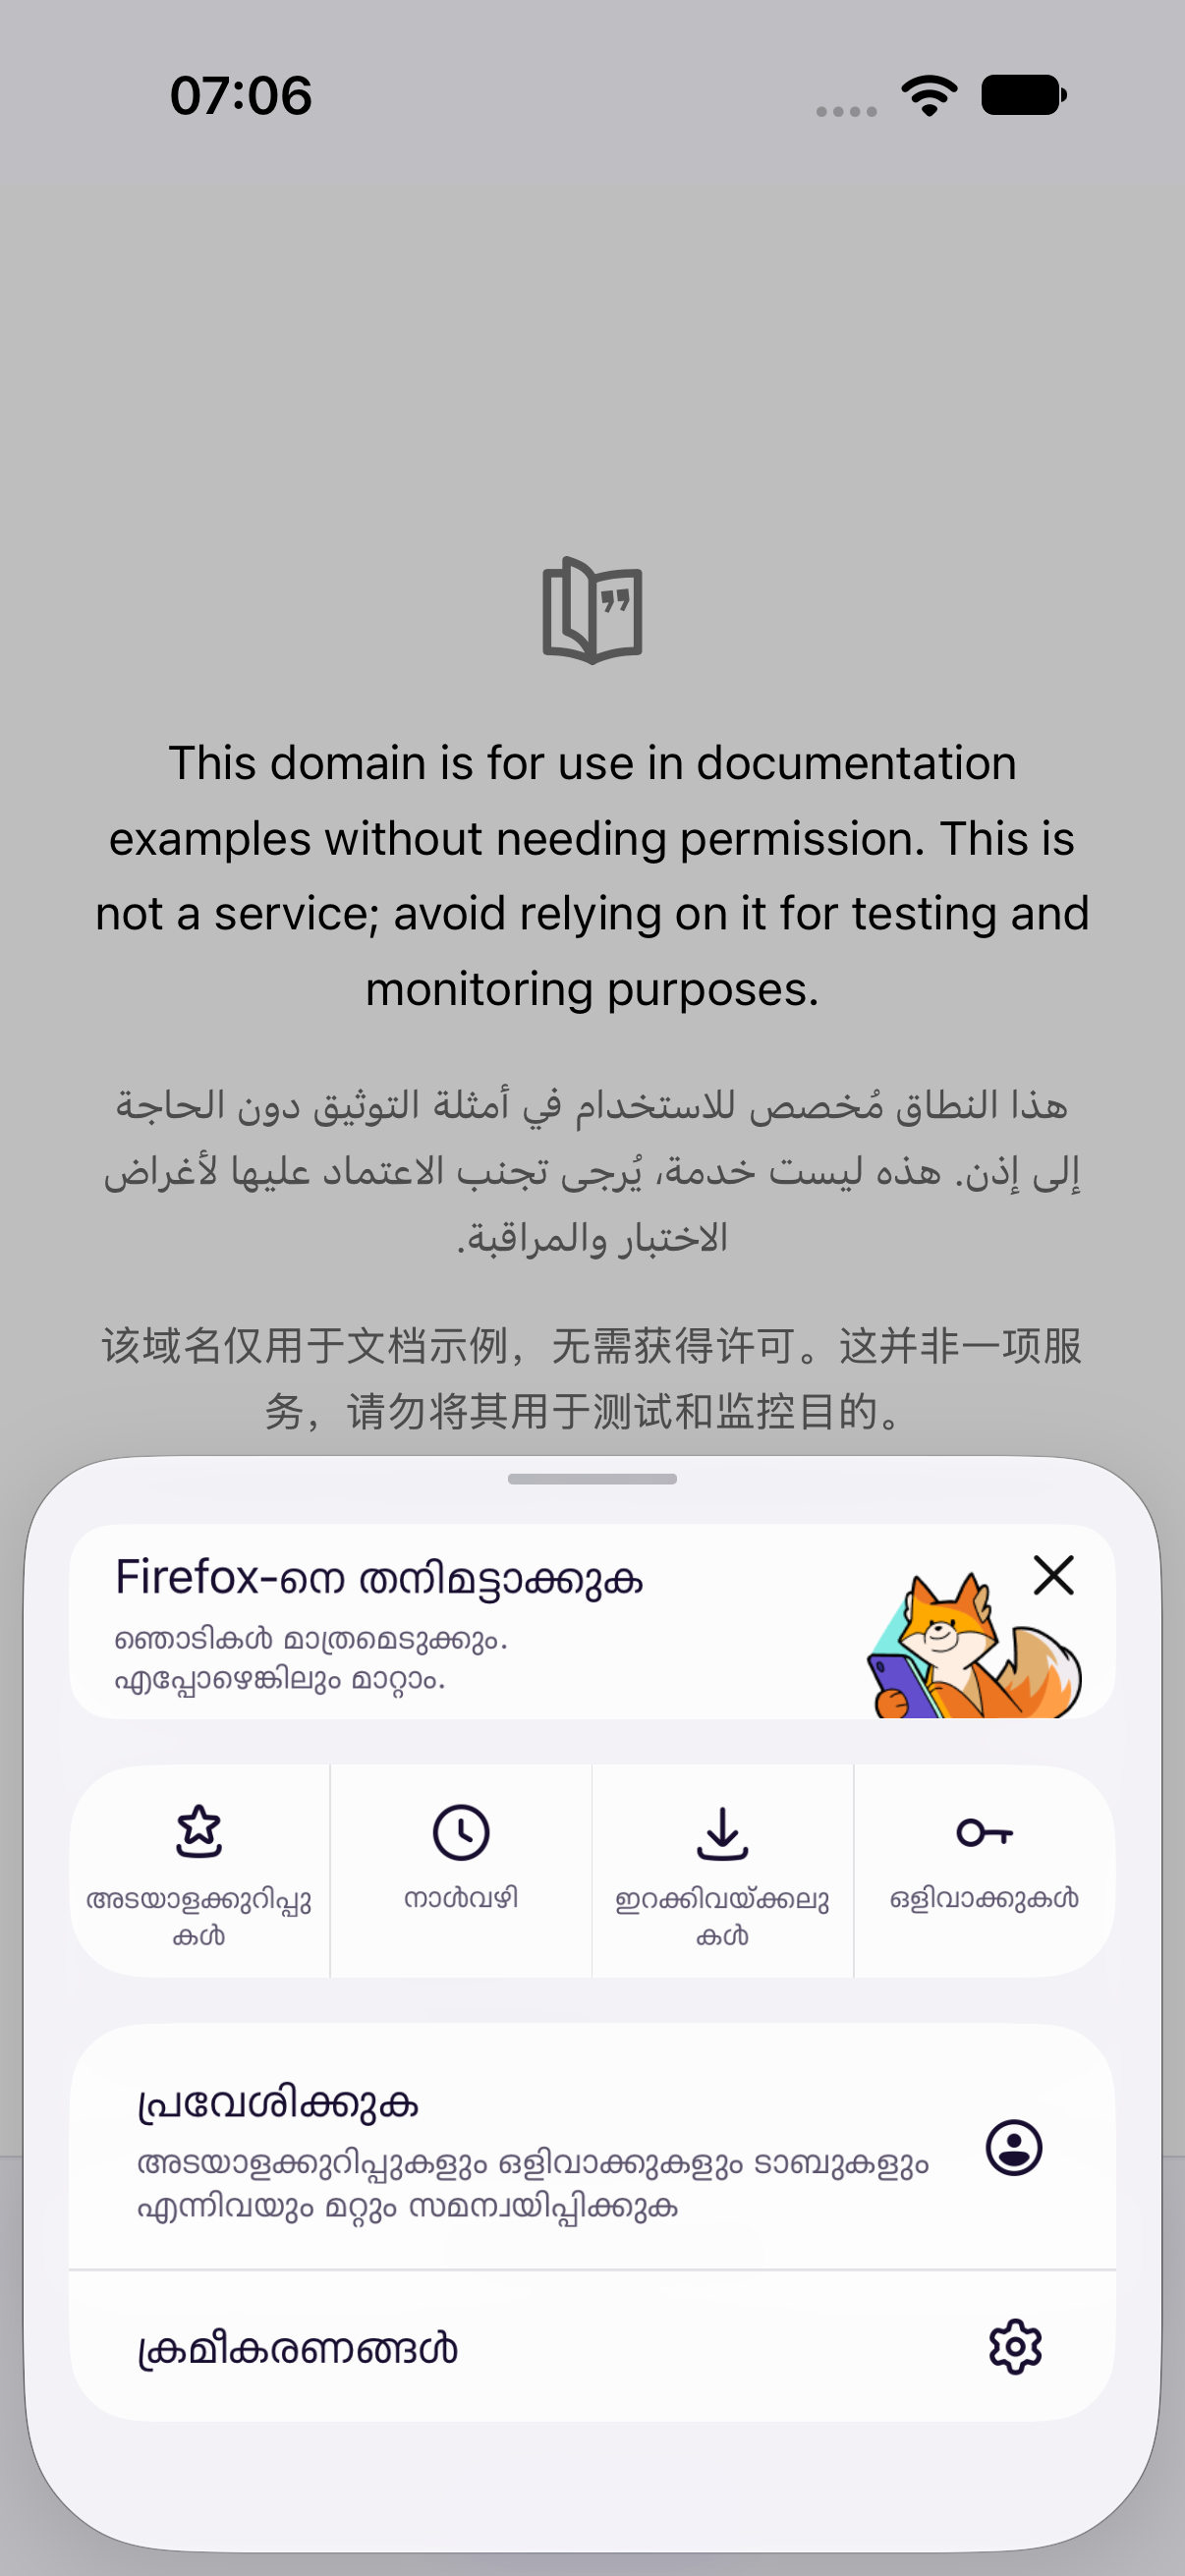 07:06
This domain is for use in documentation
examples without needing permission. This is
not a service; avoid relying on it for testing and
monitoring purposes.
هذا النطاق مُخصص للاستخدام في أمثلة التوثيق دون الحاجة
إلى إذن. هذه ليست خدمة، يُرجى تجنب الاعتماد عليها لأغراض
الاختبار والمراقبة.
该域名仅用于文档示例，无需获得许可。这并非一项服
务，请勿将其用于测试和监控目的。
Firefox-നെ തനിമട്ടാക്കുക
ഞൊടികൾ മാത്രമെടുക്കും.
എപ്പോഴെങ്കിലും മാറ്റാം.
അടയാളക്കുറിപ്പു
കൾ
നാൾവഴി
ഇറക്കിവയ്ക്കലു
കൾ
ഒളിവാക്കുകൾ
പ്രവേശിക്കുക
അടയാളക്കുറിപ്പുകളും ഒളിവാക്കുകളും ടാബുകളും
എന്നിവയും മറ്റും സമന്വയിപ്പിക്കുക
ക്രമീകരണങ്ങൾ